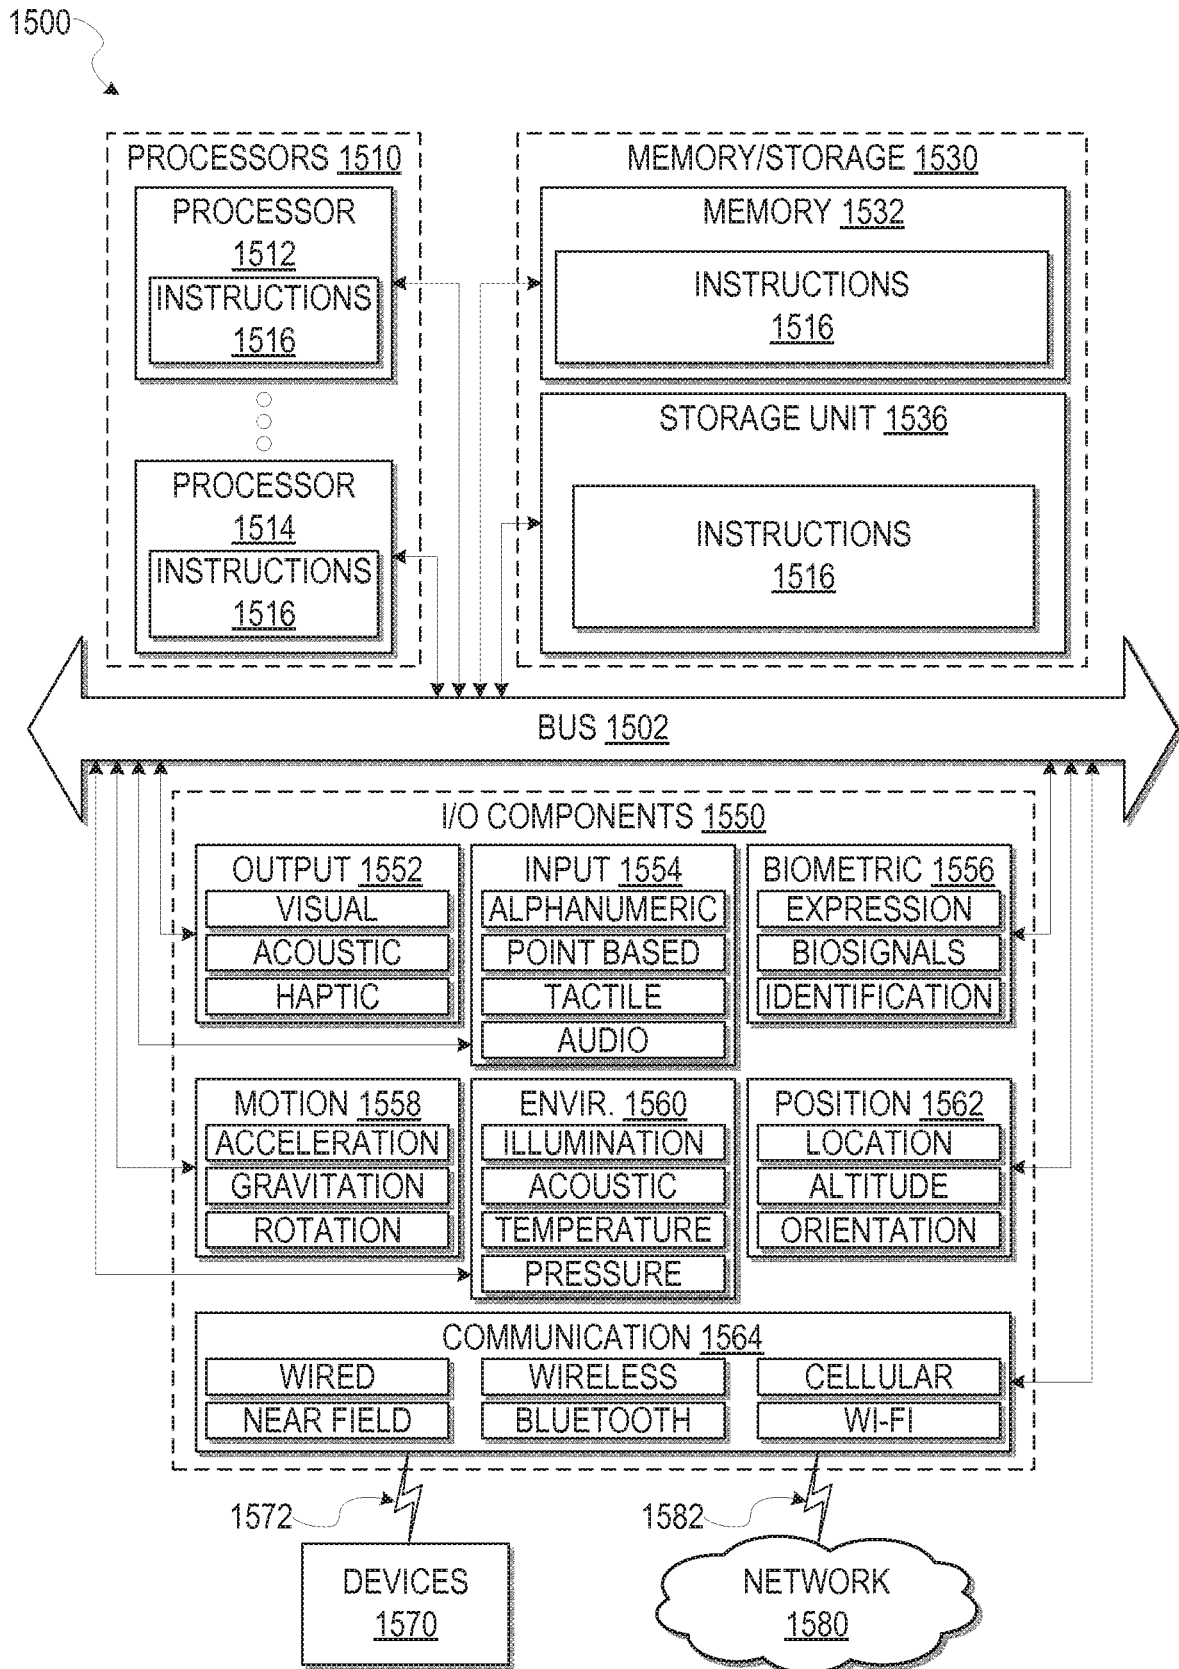 1500
PROCESSORS 1510
PROCESSOR
1512
INSTRUCTIONS
1516
PROCESSOR
1514
INSTRUCTIONS
1516
MEMORY/STORAGE 1530
MEMORY 1532
INSTRUCTIONS
1516
STORAGE UNIT 1536
INSTRUCTIONS
1516
BUS 1502
I/O COMPONENTS 1550
OUTPUT 1552
VISUAL
ACOUSTIC
HAPTIC
INPUT 1554
ALPHANUMERIC
POINT BASED
TACTILE
AUDIO
BIOMETRIC 1556
EXPRESSION
BIOSIGNALS
IDENTIFICATION
MOTION 1558
ACCELERATION
GRAVITATION
ROTATION
ENVIR. 1560
ILLUMINATION
ACOUSTIC
TEMPERATURE
PRESSURE
POSITION 1562
LOCATION
ALTITUDE
ORIENTATION
COMMUNICATION 1564
WIRED
WIRELESS
CELLULAR
NEAR FIELD
BLUETOOTH
WI-FI
1572
1582
DEVICES
1570
NETWORK
1580